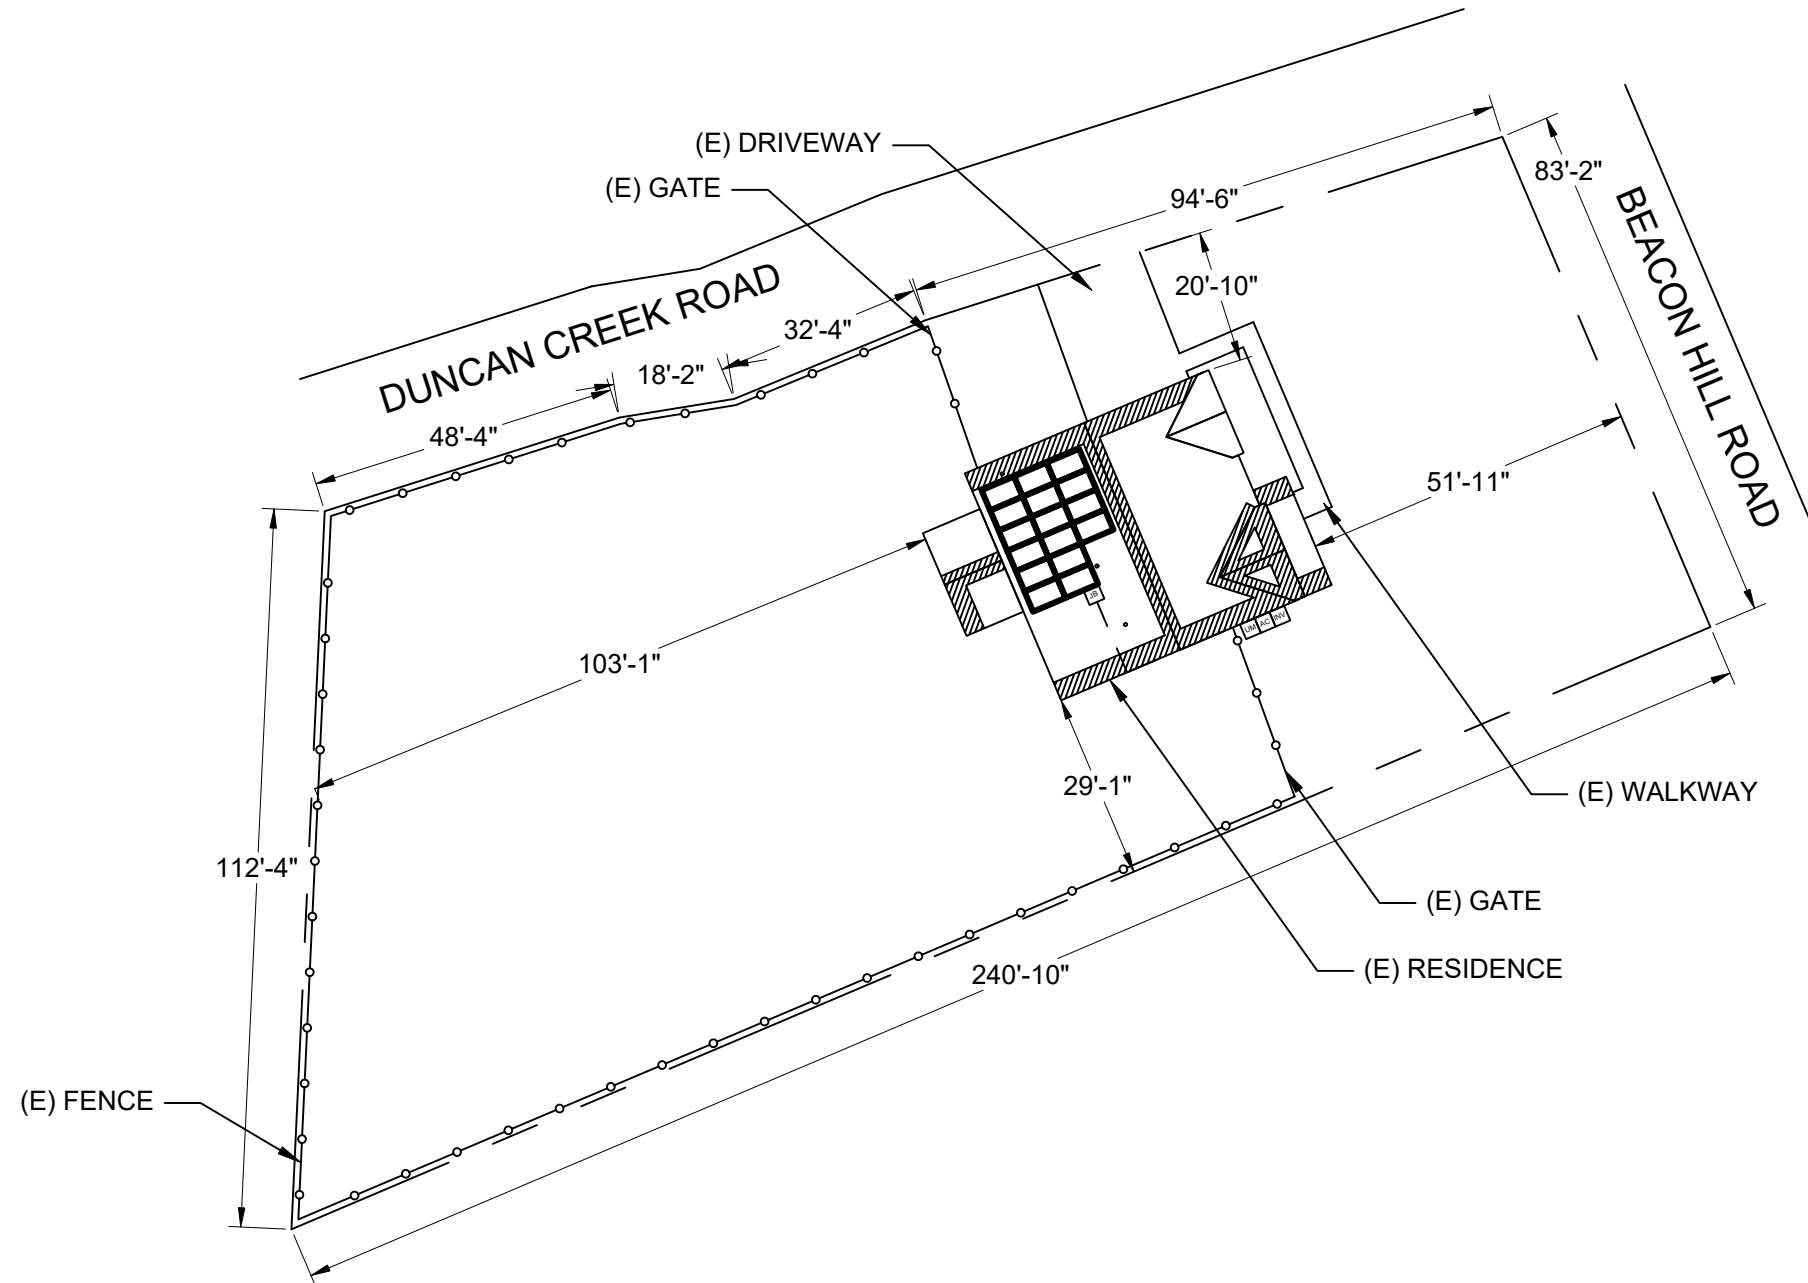 (E) DRIVEWAY
(E) GATE
94'-6"
83'-2"
BEACON HILL ROAD
20'-10"
DUNCAN CREEK ROAD
32'-4"
18'-2"
48'-4"
51'-11"
JB
UM
AC
INV
103'-1"
29'-1"
(E) WALKWAY
112'-4"
(E) GATE
(E) RESIDENCE
240'-10"
(E) FENCE